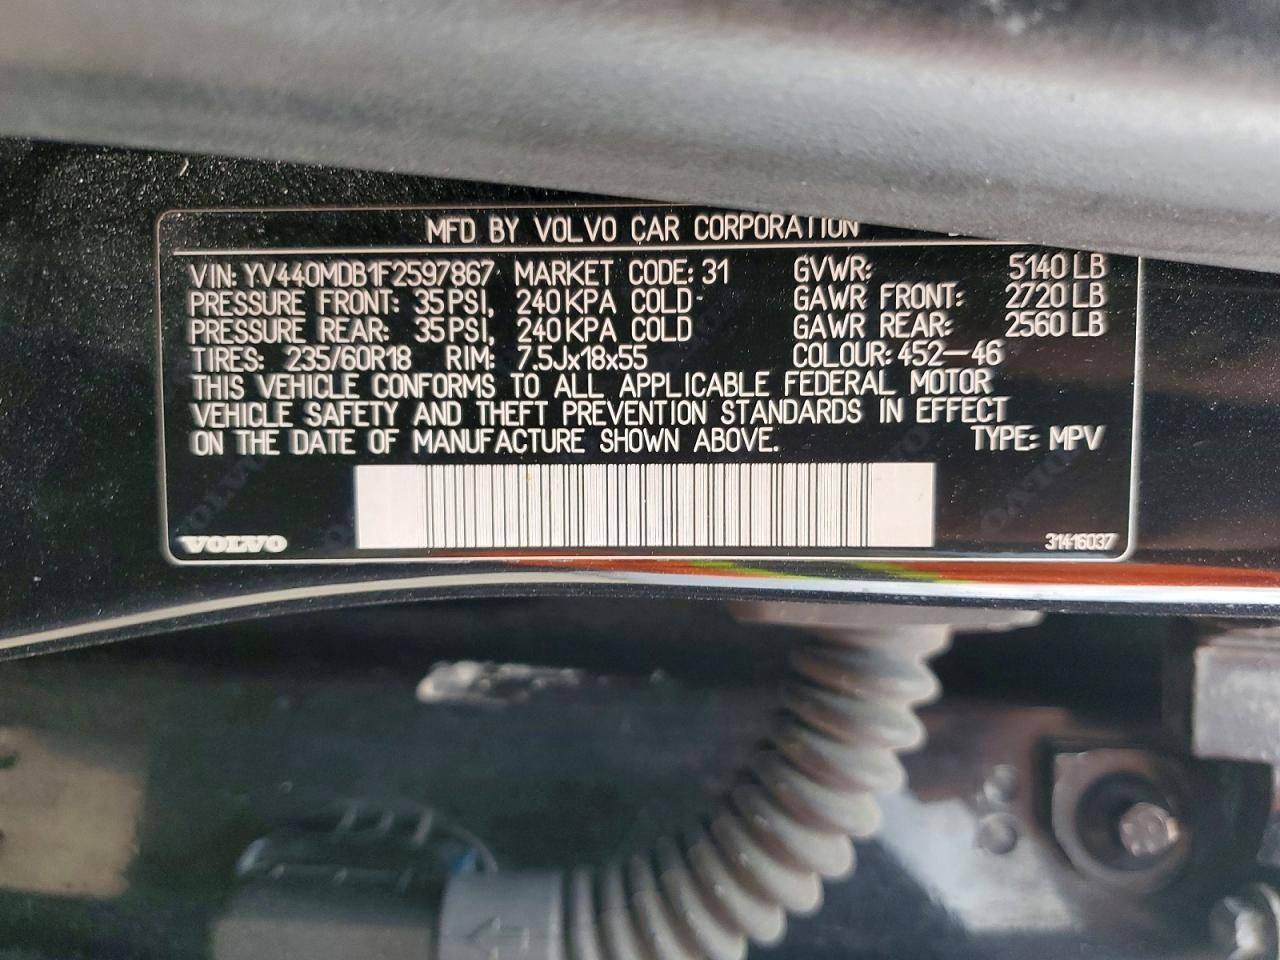 MFD BY VOLVO CAR CORPORATION
VIN: YV440MDB1F2597867 MARKET CODE: 31 GVWR: 5140 LB
PRESSURE FRONT: 35 PSI, 240 KPA COLD GAWR FRONT: 2720 LB
PRESSURE REAR: 35 PSI, 240 KPA COLD GAWR REAR: 2560 LB
TIRES: 235/60R18 RIM: 7.5Jx18x55 COLOUR: 452-46
THIS VEHICLE CONFORMS TO ALL APPLICABLE FEDERAL MOTOR
VEHICLE SAFETY AND THEFT PREVENTION STANDARDS IN EFFECT
ON THE DATE OF MANUFACTURE SHOWN ABOVE. TYPE: MPV
VOLVO 31416037